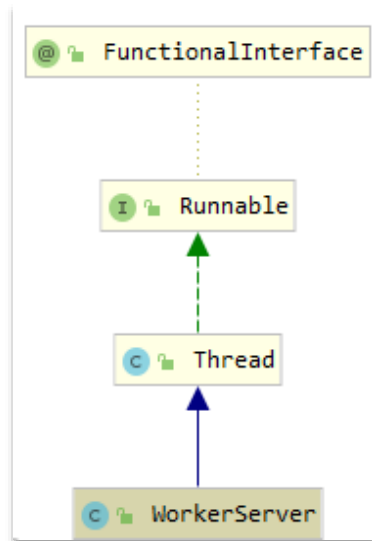 @ FunctionalInterface
I Runnable
C Thread
C WorkerServer